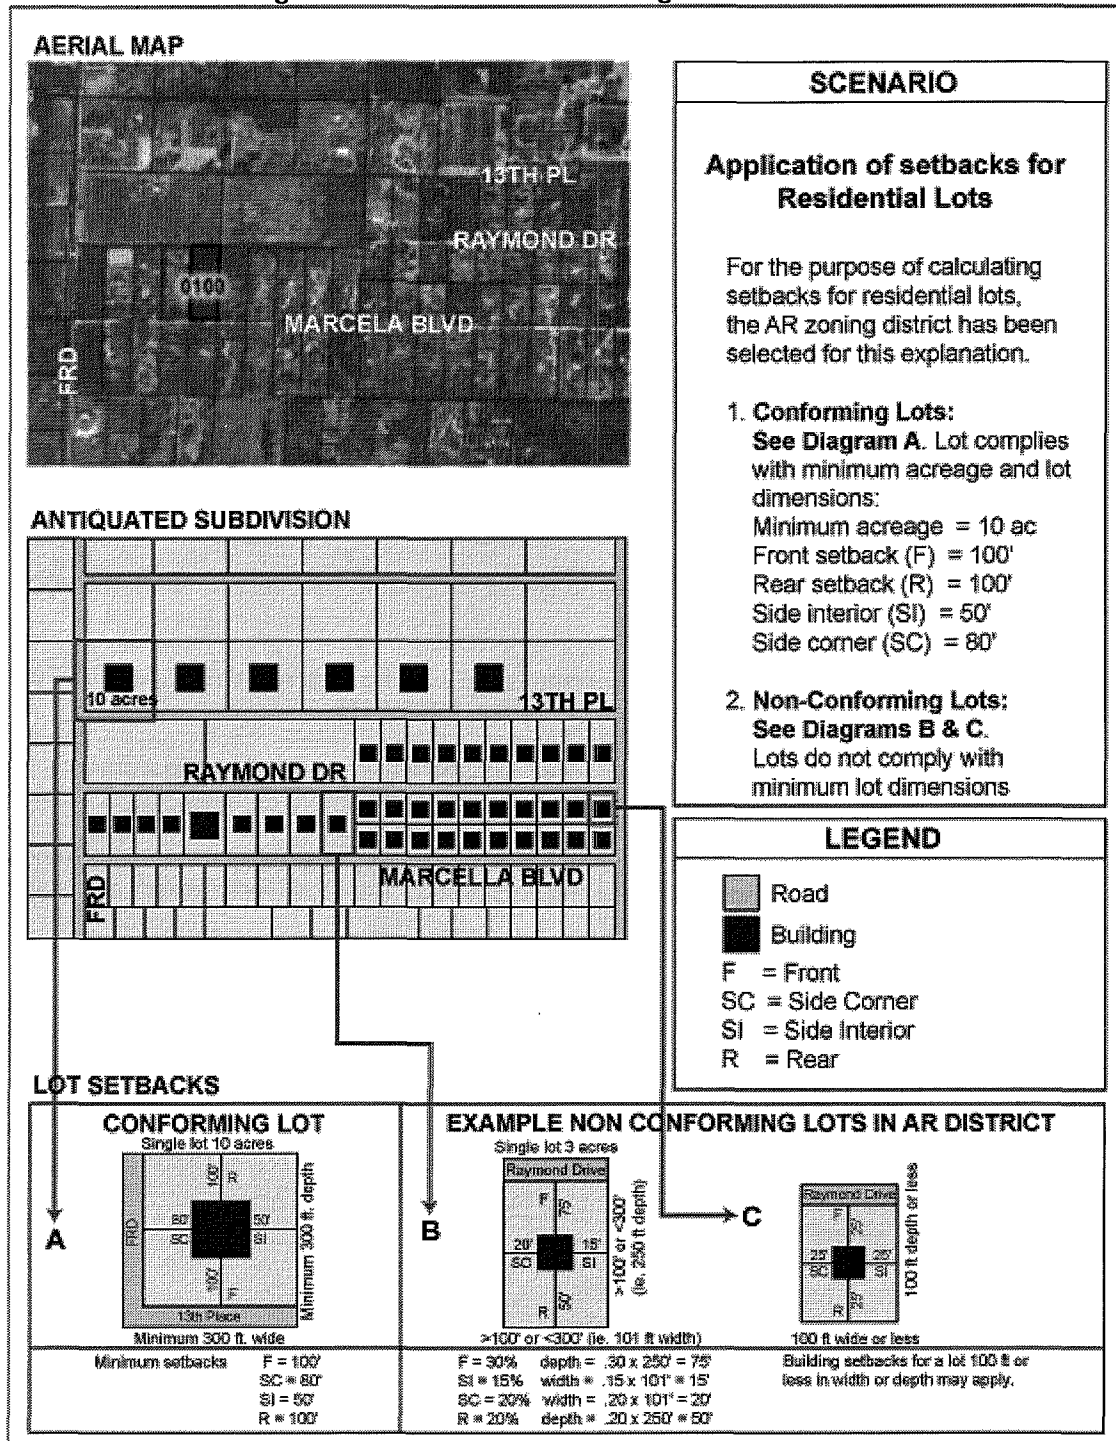 AERIAL MAP
13TH PL
RAYMOND DR
0100
MARCELA BLVD
FRD
SCENARIO
Application of setbacks for
Residential Lots
For the purpose of calculating
setbacks for residential lots,
the AR zoning district has been
selected for this explanation.
1. Conforming Lots:
See Diagram A. Lot complies
with minimum acreage and lot
dimensions:
Minimum acreage = 10 ac
Front setback (F) = 100'
Rear setback (R) = 100'
Side interior (SI) = 50'
Side corner (SC) = 80'
2. Non-Conforming Lots:
See Diagrams B & C.
Lots do not comply with
minimum lot dimensions
ANTIQUATED SUBDIVISION
10 acres
13TH PL
RAYMOND DR
MARCELLA BLVD
FRD
LEGEND
Road
Building
F = Front
SC = Side Corner
SI = Side Interior
R = Rear
LOT SETBACKS
CONFORMING LOT
Single lot 10 acres
A
FRD
100'
R
80'
SC
50'
SI
100'
F
13th Place
Minimum 300 ft. depth
Minimum 300 ft. wide
Minimum setbacks F = 100'
SC = 80'
SI = 50'
R = 100'
EXAMPLE NON CONFORMING LOTS IN AR DISTRICT
Single lot 3 acres
B
Raymond Drive
F
75'
20'
SC
15'
SI
R
50'
>100' or <300'
(ie. 250 ft depth)
>100' or <300' (ie. 101 ft width)
F = 30% depth = .30 x 250' = 75'
SI = 15% width = .15 x 101' = 15'
SC = 20% width = .20 x 101' = 20'
R = 20% depth = .20 x 250' = 50'
C
Raymond Drive
F
25'
SC
25'
SI
R
25'
100 ft depth or less
100 ft wide or less
Building setbacks for a lot 100 ft or
less in width or depth may apply.